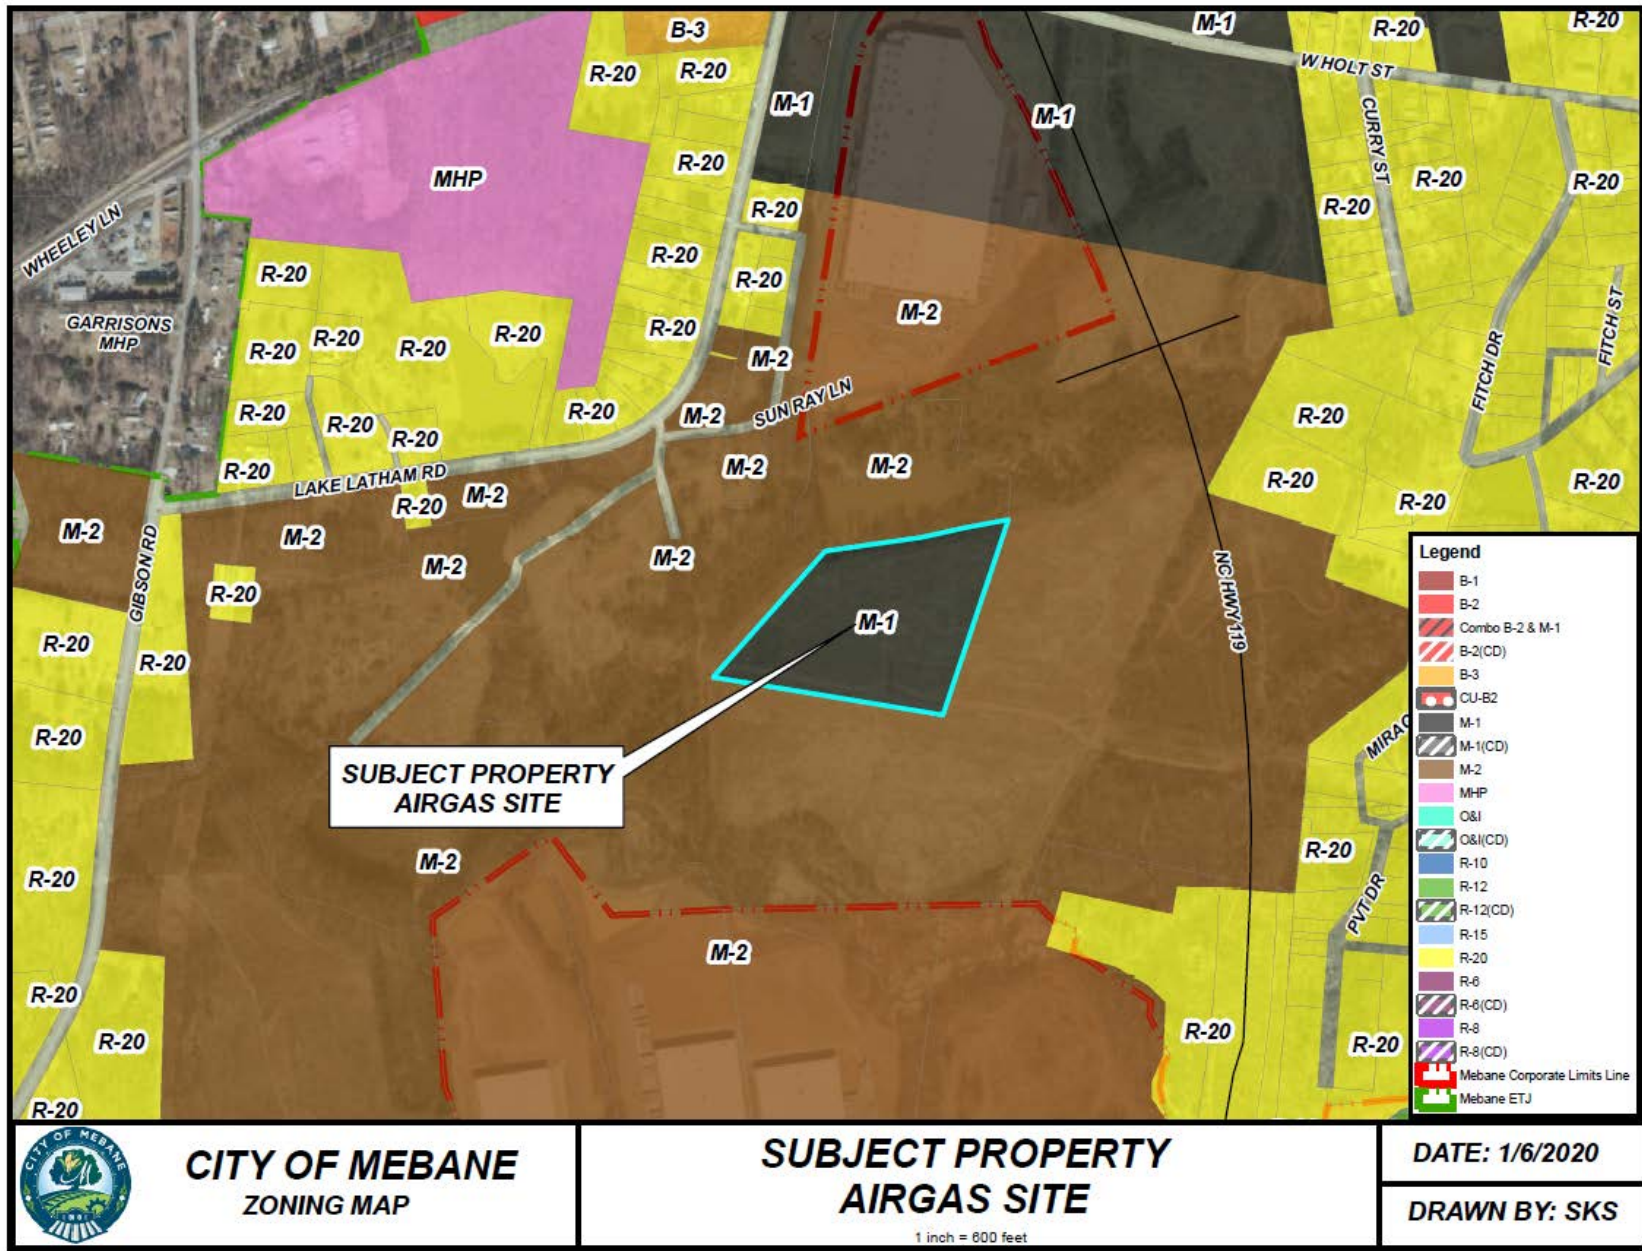 B-3
M-1
R-20
R-20
R-20
R-20
W HOLT ST
M-1
M-1
CURRY ST
R-20
MHP
R-20
R-20
R-20
R-20
WHEELEY LN
R-20
R-20
R-20
GARRISONS
MHP
M-2
FITCH ST
R-20
R-20
R-20
R-20
R-20
M-2
FITCH DR
SUN RAY LN
R-20
R-20
M-2
R-20
R-20
R-20
R-20
M-2
M-2
LAKE LATHAM RD
M-2
R-20
R-20
R-20
R-20
M-2
M-2
M-2
M-2
GIBSON RD
R-20
NC HWY 119
M-1
R-20
R-20
R-20
MIRAC
SUBJECT PROPERTY
AIRGAS SITE
M-2
R-20
R-20
PVT DR
M-2
R-20
R-20
R-20
R-20
R-20
Legend
B-1
B-2
Combo B-2 & M-1
B-2(CD)
B-3
CU-B2
M-1
M-1(CD)
M-2
MHP
O&I
O&I(CD)
R-10
R-12
R-12(CD)
R-15
R-20
R-6
R-6(CD)
R-8
R-8(CD)
Mebane Corporate Limits Line
Mebane ETJ
CITY OF MEBANE
CITY OF MEBANE
ZONING MAP
SUBJECT PROPERTY
AIRGAS SITE
1 inch = 600 feet
DATE: 1/6/2020
DRAWN BY: SKS